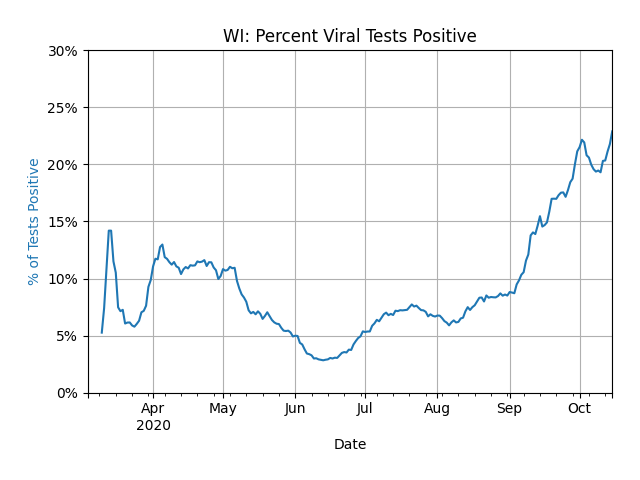 WI: Percent Viral Tests Positive
30%
25%
20%
15%
10%
5%
0%
% of Tests Positive
Apr May Jun Jul Aug Sep Oct
2020
Date